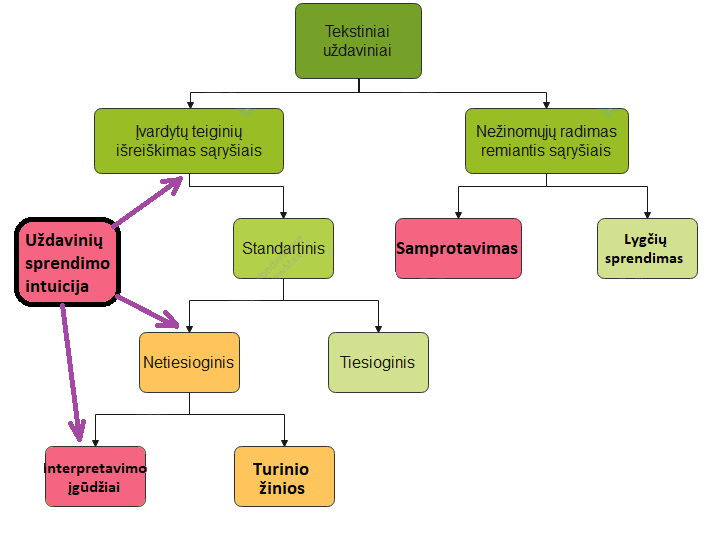 Tekstiniai
uždaviniai
Įvardytų teiginių
išreiškimas sąryšiais
Nežinomųjų radimas
remiantis sąryšiais
Uždavinių
sprendimo
intuicija
Standartinis
Samprotavimas
Lygčių
sprendimas
Netiesioginis
Tiesioginis
Interpretavimo
įgūdžiai
Turinio
žinios